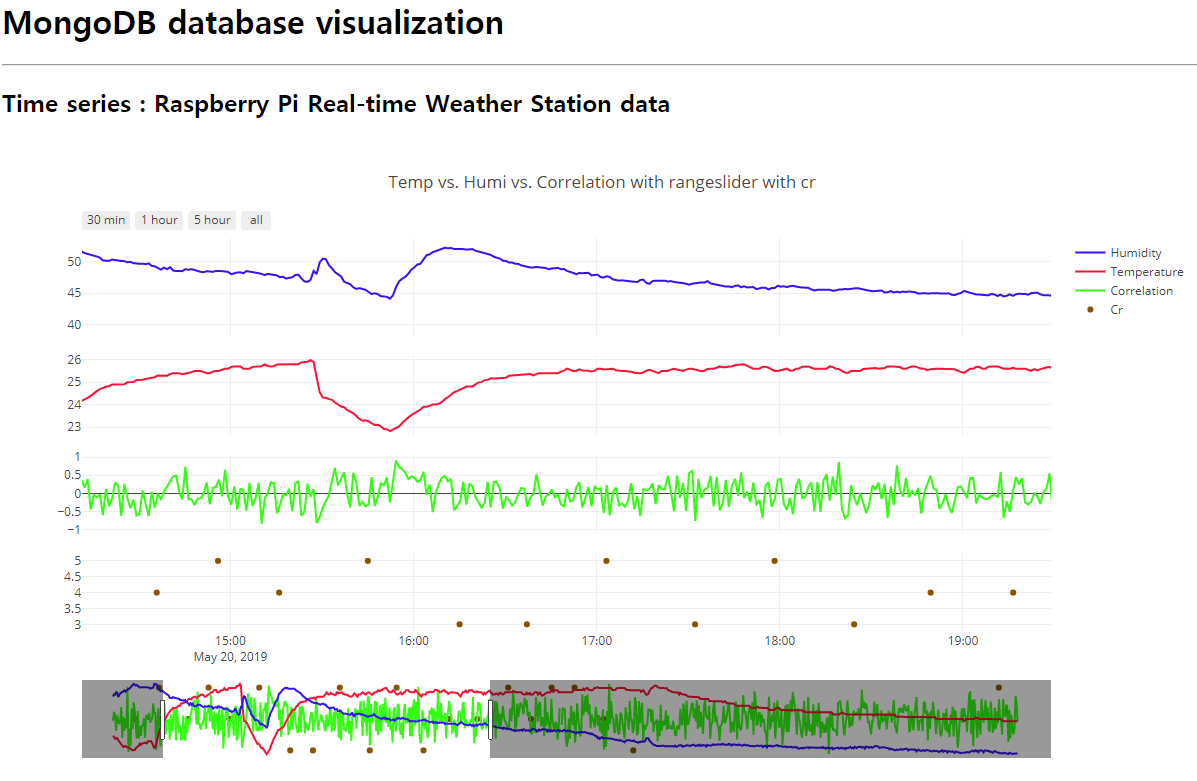 MongoDB database visualization
Time series : Raspberry Pi Real-time Weather Station data
Temp vs. Humi vs. Correlation with rangeslider with cr
30 min 1 hour 5 hour all
Humidity
Temperature
Correlation
Cr
50
45
40
26
25
24
23
1
0.5
0
−0.5
−1
5
4.5
4
3.5
3
15:00 16:00 17:00 18:00 19:00
May 20, 2019